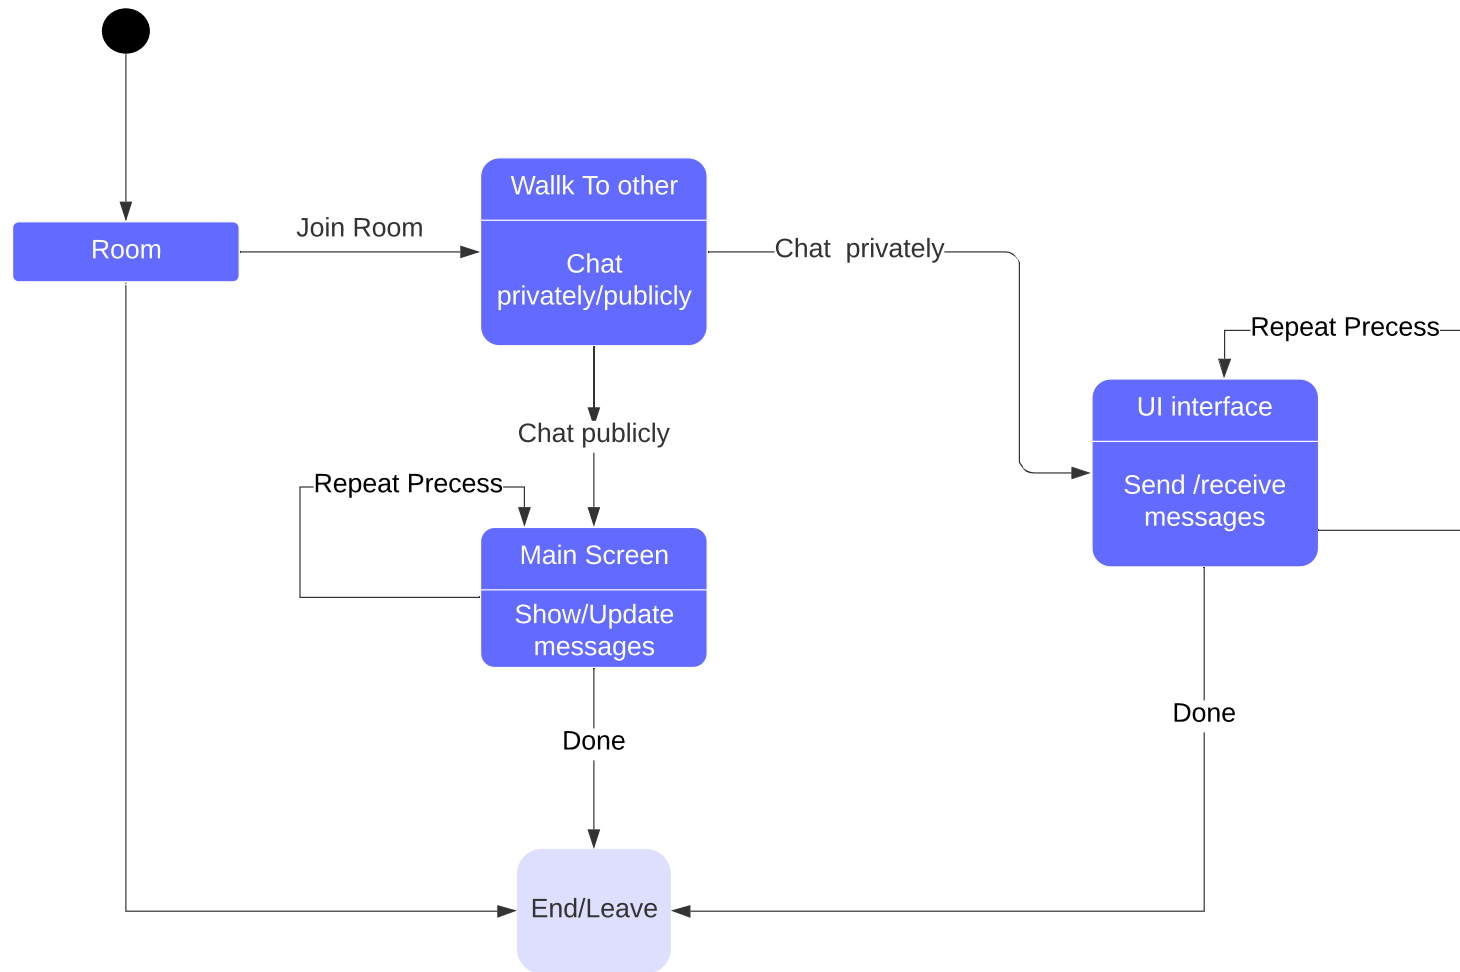 Wallk To other
Room
Join Room
Chat
privately/publicly
Chat  privately
Repeat Precess
UI interface
Send /receive
messages
Chat publicly
Repeat Precess
Main Screen
Show/Update
messages
Done
Done
End/Leave